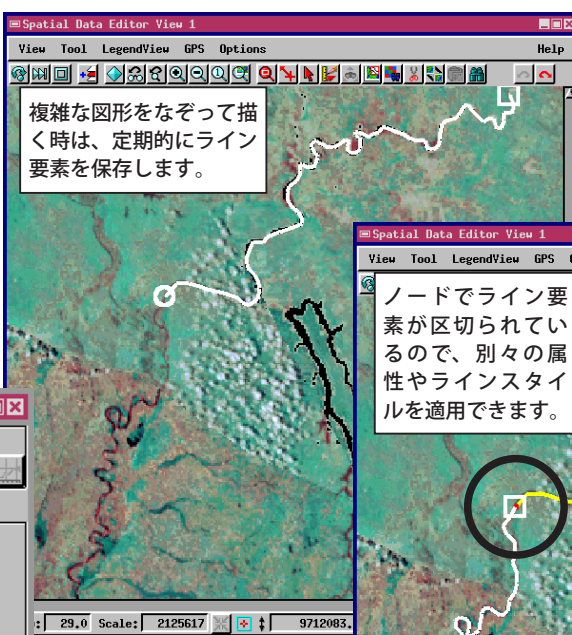 Spatial Data Editor View 1
View Tool LegendView GPS Options Help
複雑な図形をなぞって描
く時は、定期的にライン
要素を保存します。
Spatial Data Editor View 1
View Tool LegendView GPS
ノードでライン要
素が区切られてい
るので、別々の属
性やラインスタイ
ルを適用できます。
: 29.0 Scale: 2125617 9712083.